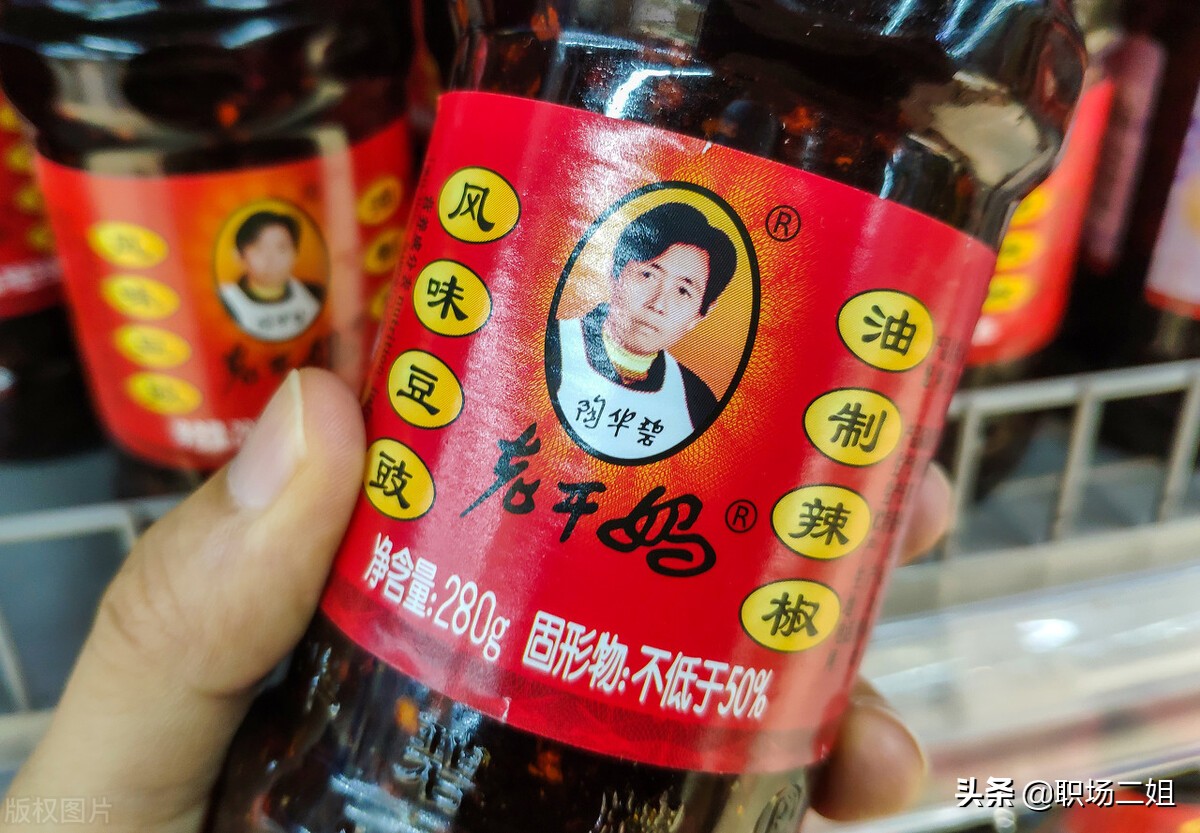 风味豆豉
油制辣椒
陶华碧
老干妈®
®
净含量:280g 固形物:不低于50%
头条 @职场二姐
版权图片